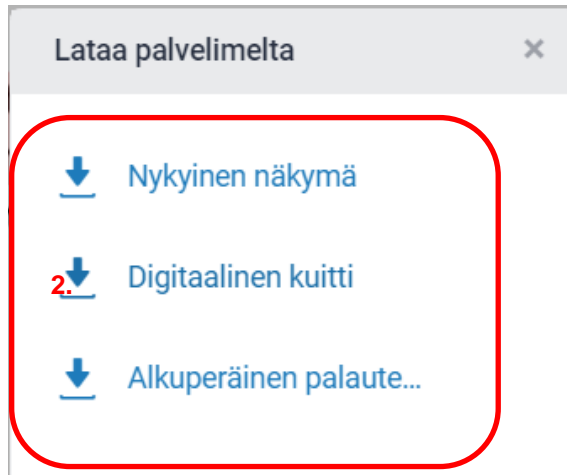 Lataa palvelimelta ×
Nykyinen näkymä
2. Digitaalinen kuitti
Alkuperäinen palaute...